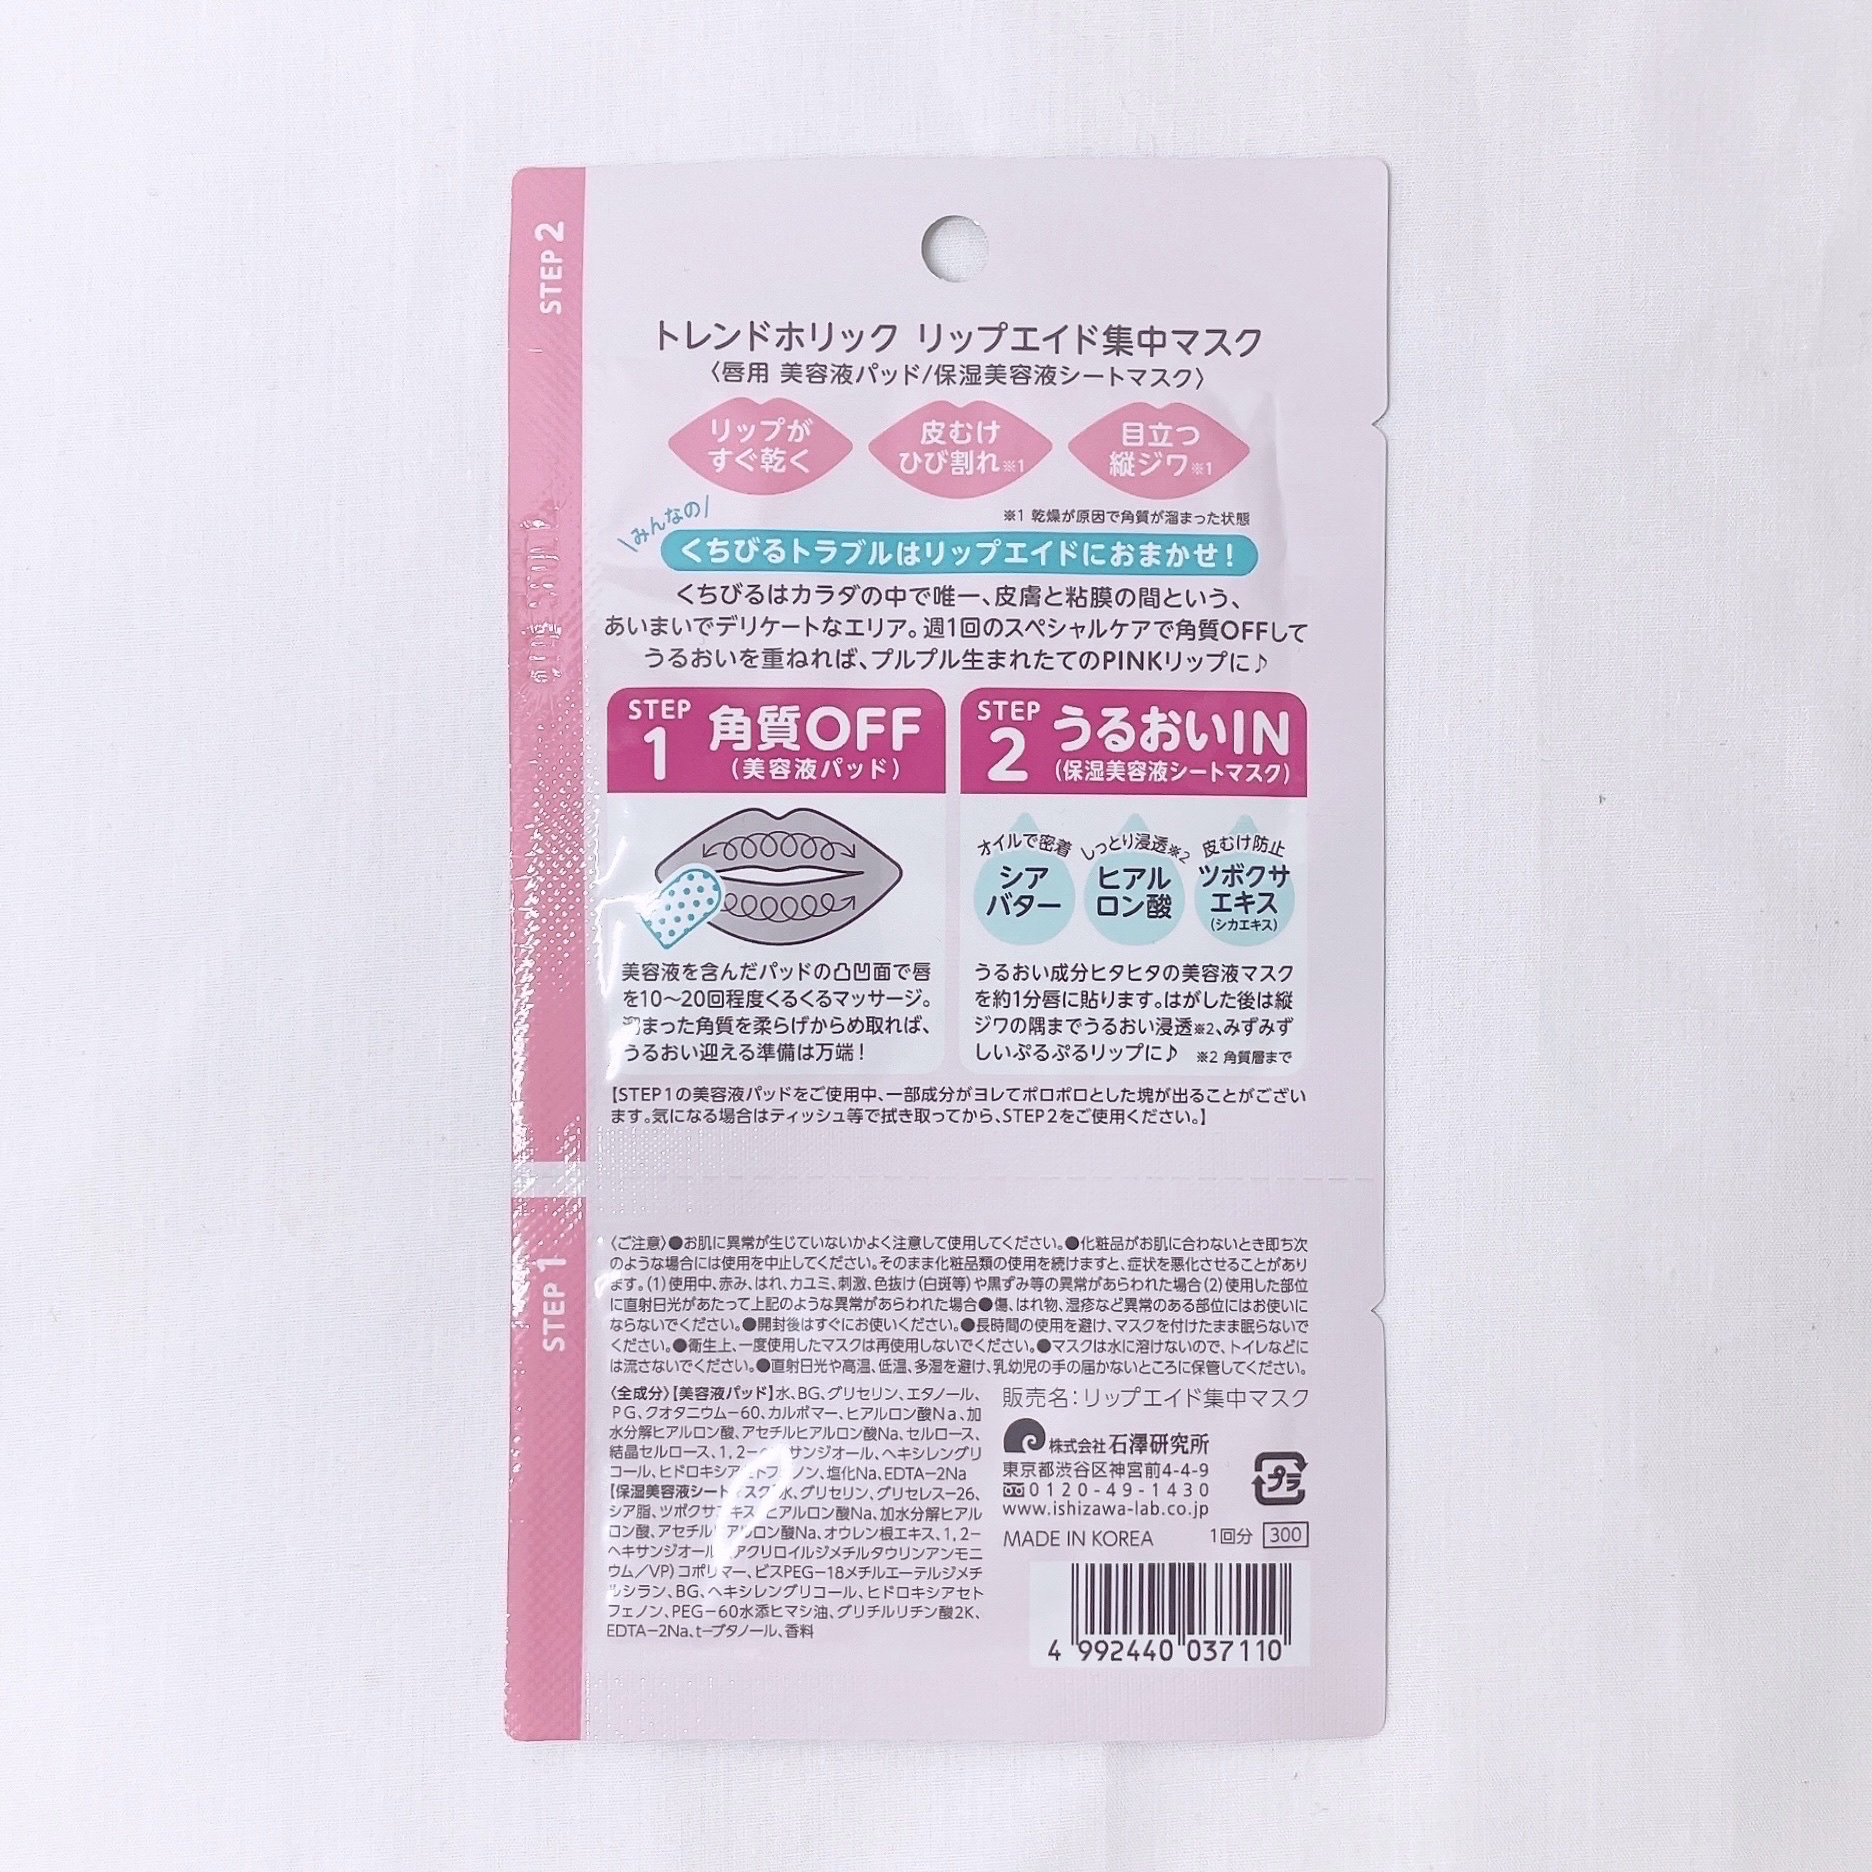 STEP 2
トレンドホリック リップエイド集中マスク
〈唇用 美容液パッド/保湿美容液シートマスク〉
リップが
すぐ乾く
皮むけ
ひび割れ※1
目立つ
縦ジワ※1
※1 乾燥が原因で角質が溜まった状態
\みんなの/
くちびるトラブルはリップエイドにおまかせ！
くちびるはカラダの中で唯一、皮膚と粘膜の間という、
あいまいでデリケートなエリア。週1回のスペシャルケアで角質OFFして
うるおいを重ねれば、プルプル生まれたてのPINKリップに♪
STEP
1
角質OFF
(美容液パッド)
美容液を含んだパッドの凸凹面で唇
を10〜20回程度くるくるマッサージ。
溜まった角質を柔らげからめ取れば、
うるおい迎える準備は万端！
STEP
2
うるおいIN
(保湿美容液シートマスク)
オイルで密着
シア
バター
しっとり浸透※2
ヒアル
ロン酸
皮むけ防止
ツボクサ
エキス
(シカエキス)
うるおい成分ヒタヒタの美容液マスク
を約1分唇に貼ります。はがした後は縦
ジワの隅までうるおい浸透※2、みずみず
しいぷるぷるリップに♪ ※2 角質層まで
【STEP1の美容液パッドをご使用中、一部成分がヨレてポロポロとした塊が出ることがござい
ます。気になる場合はティッシュ等で拭き取ってから、STEP2をご使用ください。】
STEP 1
〈ご注意〉●お肌に異常が生じていないかよく注意して使用してください。●化粧品がお肌に合わないとき即ち次
のような場合には使用を中止してください。そのまま化粧品類の使用を続けますと、症状を悪化させることがあり
ます。(1)使用中、赤み、はれ、カユミ、刺激、色抜け(白斑等)や黒ずみ等の異常があらわれた場合(2)使用した部位
に直射日光があたって上記のような異常があらわれた場合●傷、はれ物、湿疹など異常のある部位にはお使いに
ならないでください。●開封後はすぐにお使いください。●長時間の使用を避け、マスクを付けたまま眠らないで
ください。●衛生上、一度使用したマスクは再使用しないでください。●マスクは水に溶けないので、トイレなどに
は流さないでください。●直射日光や高温、低温、多湿を避け、乳幼児の手の届かないところに保管してください。
〈全成分〉【美容液パッド】水、BG、グリセリン、エタノール、
PG、クオタニウム−60、カルボマー、ヒアルロン酸Na、加
水分解ヒアルロン酸、アセチルヒアルロン酸Na、セルロース、
結晶セルロース、1,2−ヘキサンジオール、ヘキシレングリ
コール、ヒドロキシアセトフェノン、塩化Na、EDTA−2Na
【保湿美容液シートマスク】水、グリセリン、グリセレス−26、
シア脂、ツボクサエキス、ヒアルロン酸Na、加水分解ヒアル
ロン酸、アセチルヒアルロン酸Na、オウレン根エキス、1,2−
ヘキサンジオール、(アクリロイルジメチルタウリンアンモニ
ウム／VP)コポリマー、ビスPEG−18メチルエーテルジメチ
ルシラン、BG、ヘキシレングリコール、ヒドロキシアセト
フェノン、PEG−60水添ヒマシ油、グリチルリチン酸2K、
EDTA−2Na、t−ブタノール、香料
販売名：リップエイド集中マスク
株式会社 石澤研究所
東京都渋谷区神宮前4-4-9
0120-49-1430
www.ishizawa-lab.co.jp
プラ
MADE IN KOREA 1回分 300
4 992440 037110